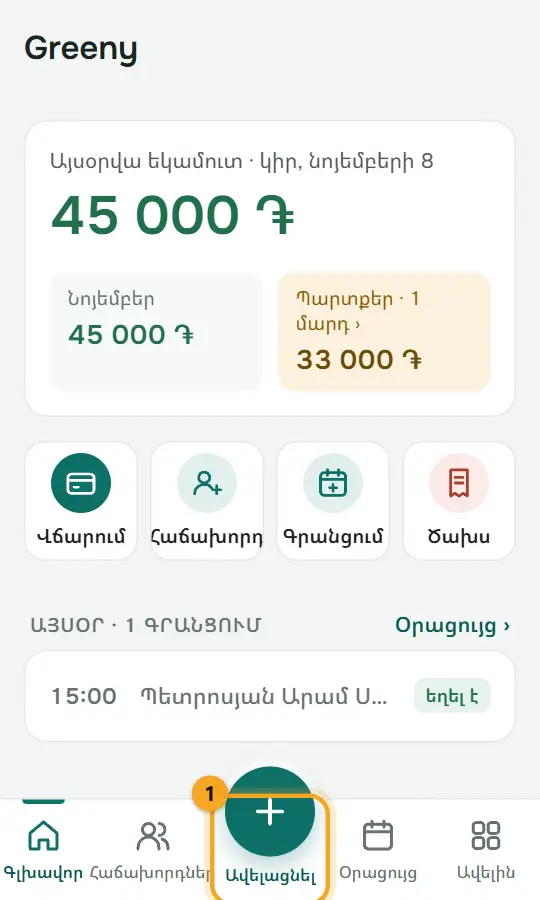 Greeny
Այսօրվա եկամուտ · կիր, նոյեմբերի 8
45 000 ֏
Նոյեմբեր
45 000 ֏
Պարտքեր · 1
մարդ ›
33 000 ֏
Վճարում
Հաճախորդ
Գրանցում
Ծախս
ԱՅՍՕՐ · 1 ԳՐԱՆՑՈՒՄ
Օրացույց ›
15:00 Պետրոսյան Արամ Ս...
եղել է
1
Գլխավոր
Հաճախորդներ
Ավելացնել
Օրացույց
Ավելին